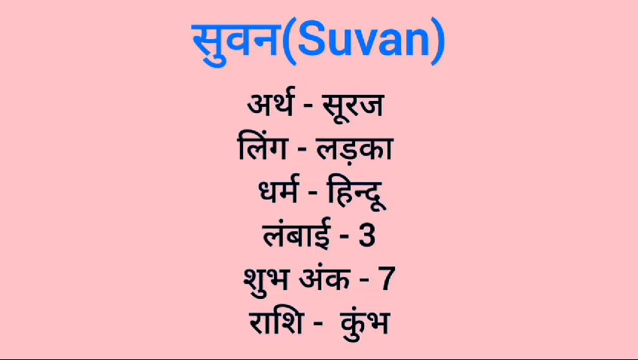 सुवन(Suvan)
अर्थ - सूरज
लिंग - लड़का
धर्म - हिन्दू
लंबाई - 3
शुभ अंक - 7
राशि - कुंभ